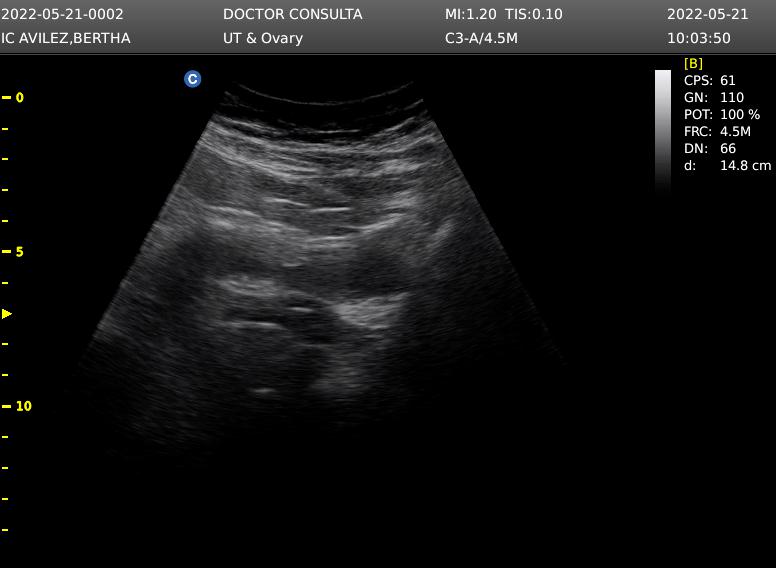 2022-05-21-0002 DOCTOR CONSULTA MI:1.20 TIS:0.10 2022-05-21
IC AVILEZ,BERTHA UT & Ovary C3-A/4.5M 10:03:50
C
[B]
CPS: 61
GN: 110
POT: 100 %
FRC: 4.5M
DN: 66
d: 14.8 cm
0
5
10